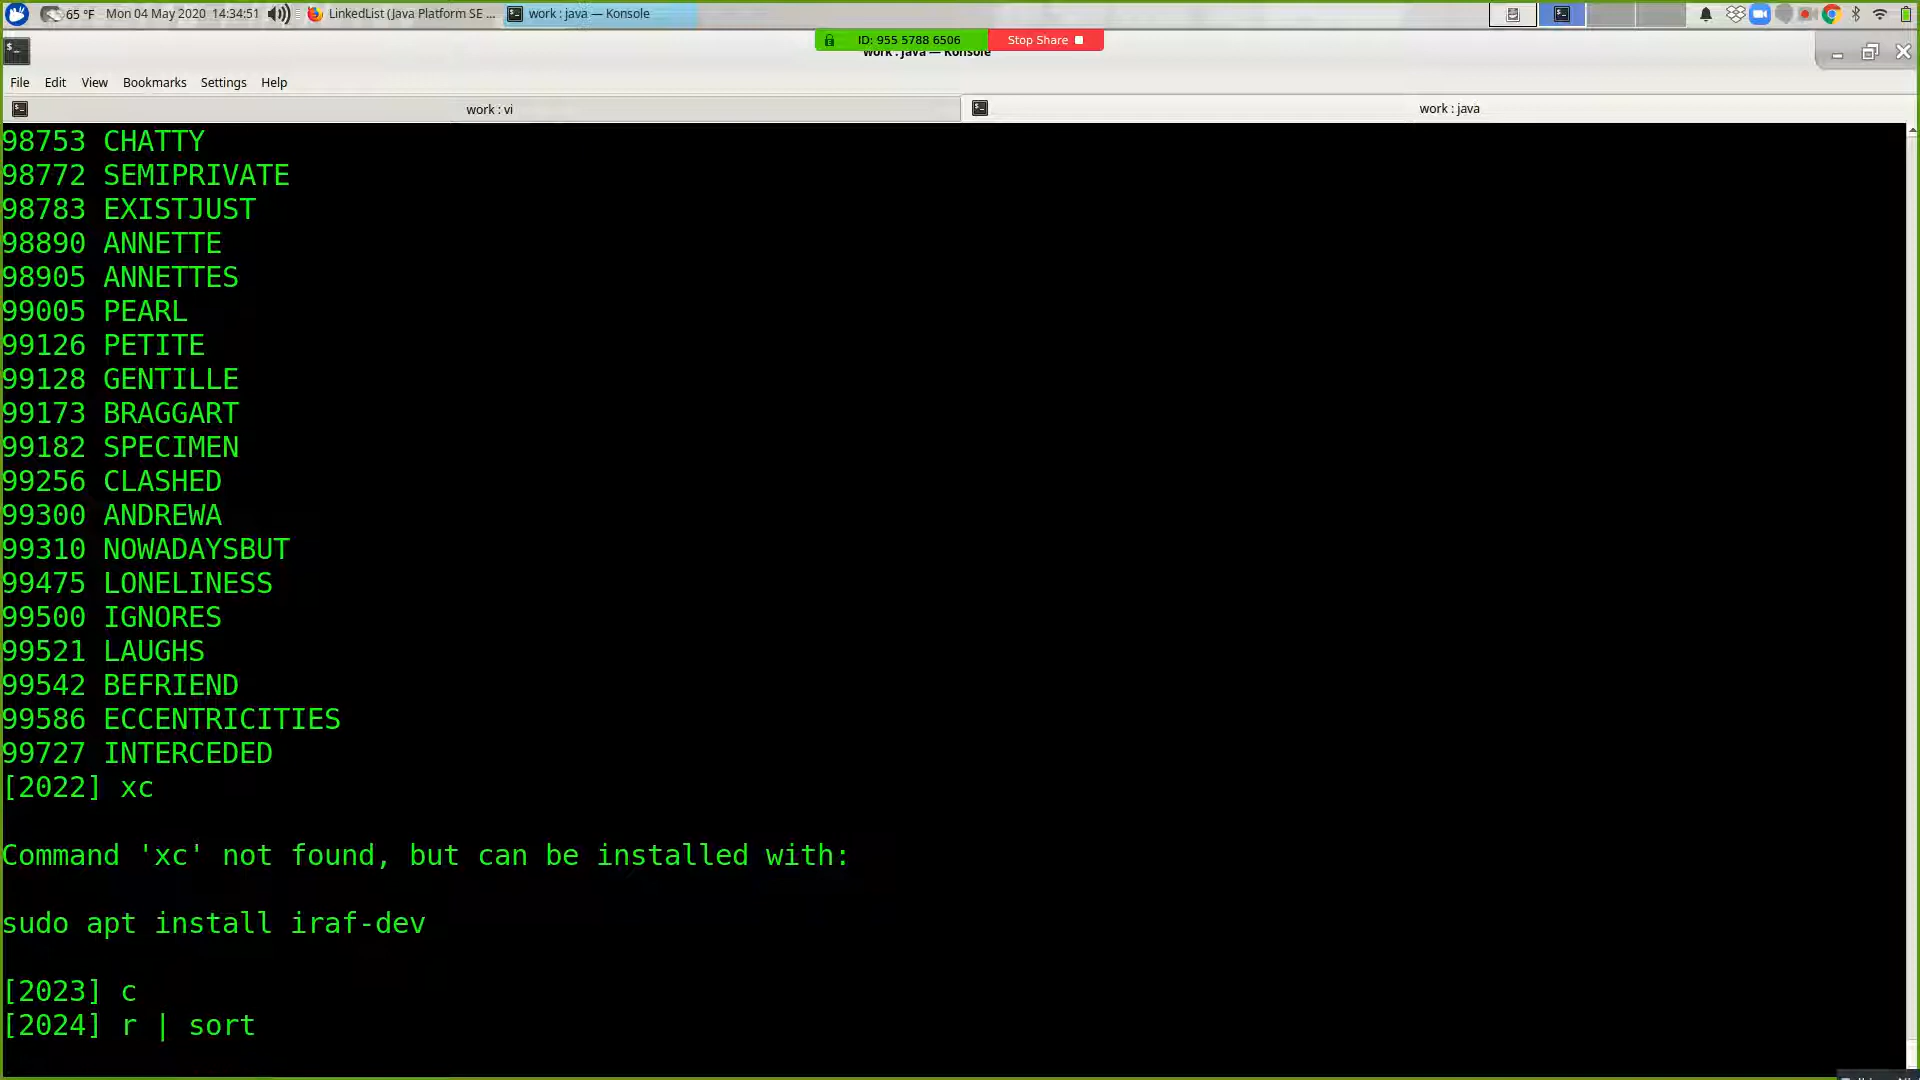 65 °F Mon 04 May 2020 14:34:51 LinkedList (Java Platform SE ... work : java — Konsole
ID: 955 5788 6506 Stop Share
work : java — Konsole
File Edit View Bookmarks Settings Help
work : vi work : java
98753 CHATTY
98772 SEMIPRIVATE
98783 EXISTJUST
98890 ANNETTE
98905 ANNETTES
99005 PEARL
99126 PETITE
99128 GENTILLE
99173 BRAGGART
99182 SPECIMEN
99256 CLASHED
99300 ANDREWA
99310 NOWADAYSBUT
99475 LONELINESS
99500 IGNORES
99521 LAUGHS
99542 BEFRIEND
99586 ECCENTRICITIES
99727 INTERCEDED
[2022] xc
Command 'xc' not found, but can be installed with:
sudo apt install iraf-dev
[2023] c
[2024] r | sort